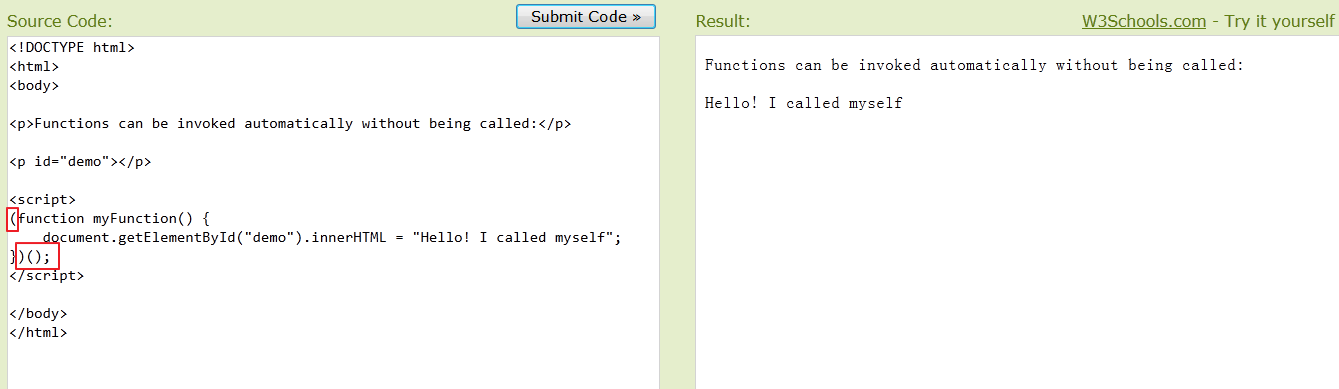 Source Code:
Submit Code »
<!DOCTYPE html>
<html>
<body>
<p>Functions can be invoked automatically without being called:</p>
<p id="demo"></p>
<script>
(function myFunction() {
    document.getElementById("demo").innerHTML = "Hello! I called myself";
})();
</script>
</body>
</html>
Result:
W3Schools.com - Try it yourself
Functions can be invoked automatically without being called:
Hello! I called myself